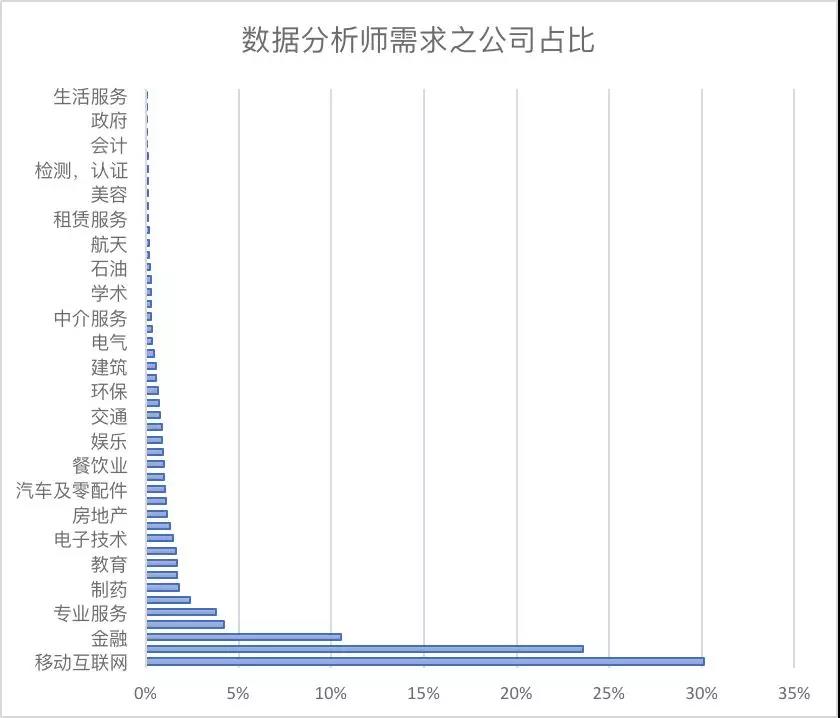 数据分析师需求之公司占比
生活服务
政府
会计
检测，认证
美容
租赁服务
航天
石油
学术
中介服务
电气
建筑
环保
交通
娱乐
餐饮业
汽车及零配件
房地产
电子技术
教育
制药
专业服务
金融
移动互联网
0% 5% 10% 15% 20% 25% 30% 35%